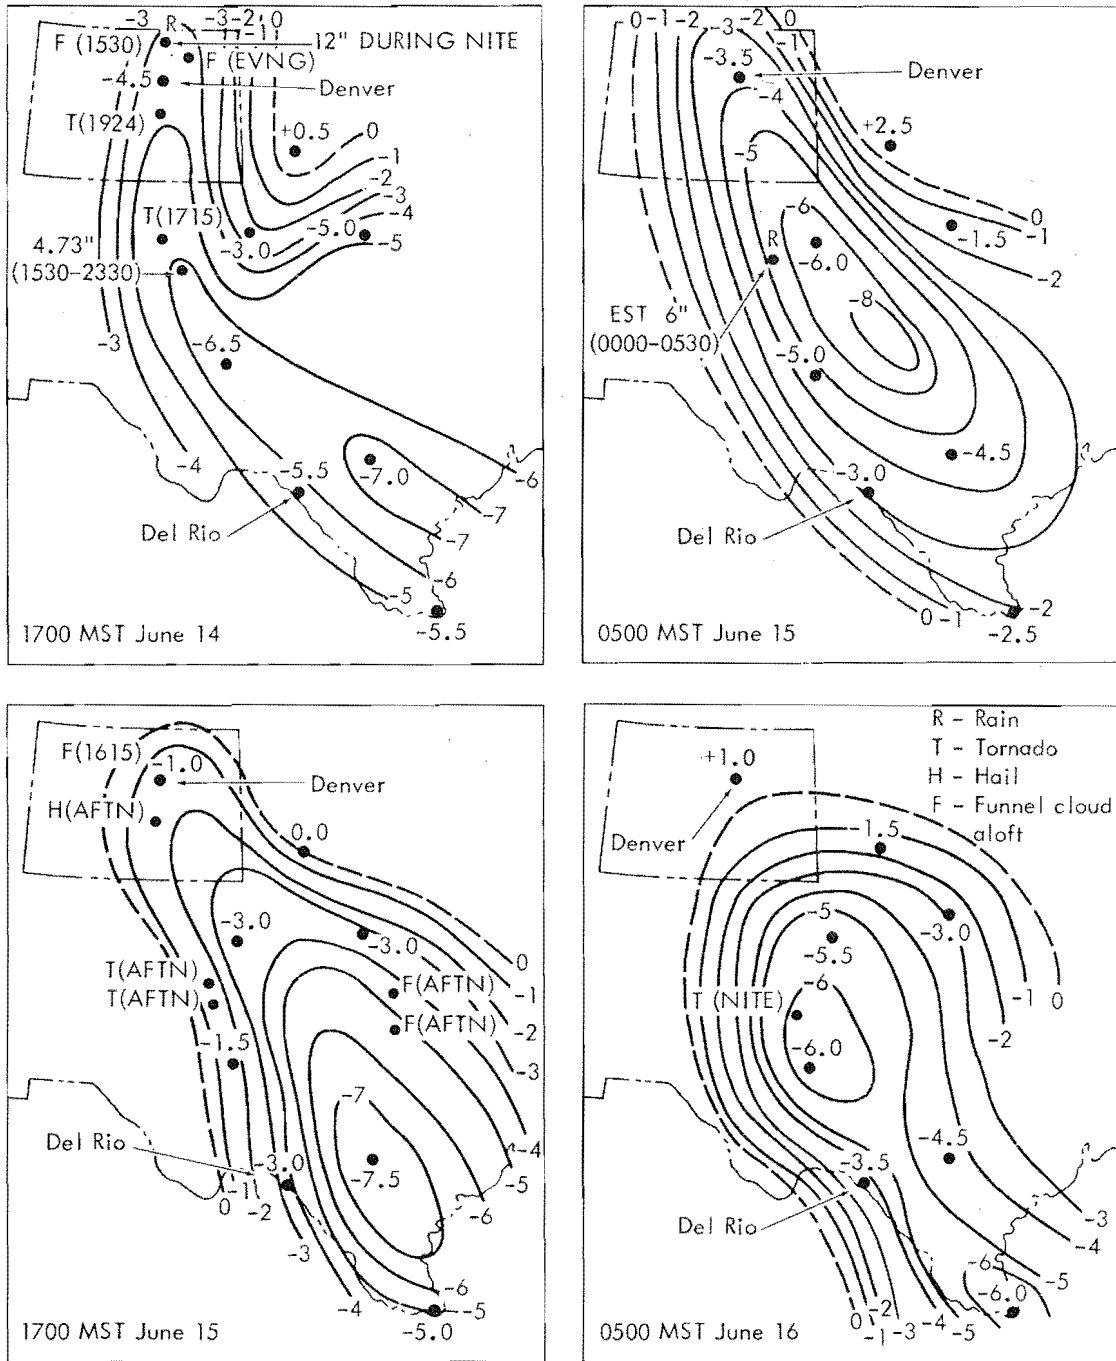 -3 R -3 -2 0
-1
F (1530) 12" DURING NITE
F (EVNG)
-4.5 Denver
T(1924)
+0.5 0
-1
-2
-3
T(1715) -3.0 -5.0 -4
-5
4.73"
(1530-2330)
-3 -6.5
-4 -5.5 -7.0 -6
-7
Del Rio -7
-6
-5
-5.5
1700 MST June 14
0 -1 -2 -3 -2 0
-1
-3.5 Denver
-4
+2.5
-5
-6 0
-1.5 -1
R -6.0 -2
EST 6" -8
(0000-0530)
-5.0
-4.5
-3.0
Del Rio
0 -1 -2
-2.5
0500 MST June 15
F(1615) -1.0
Denver
H(AFTN)
0.0
-3.0 -3.0
0
T(AFTN) F(AFTN) -1
T(AFTN)
F(AFTN) -2
-1.5 -3
-7
Del Rio -4
-3.0 -7.5 -5
0 -1 -2 -6
-3
-6
-4 -5
-5.0
1700 MST June 15
R - Rain
T - Tornado
H - Hail
F - Funnel cloud
aloft
+1.0
Denver
1.5
-5 -3.0
-5.5
-6 -1 0
T (NITE) -2
-6.0
-4.5
-3.5
Del Rio -3
-4
-6 -5
-6.0
0 -2
-1 -3 -4 -5
0500 MST June 16